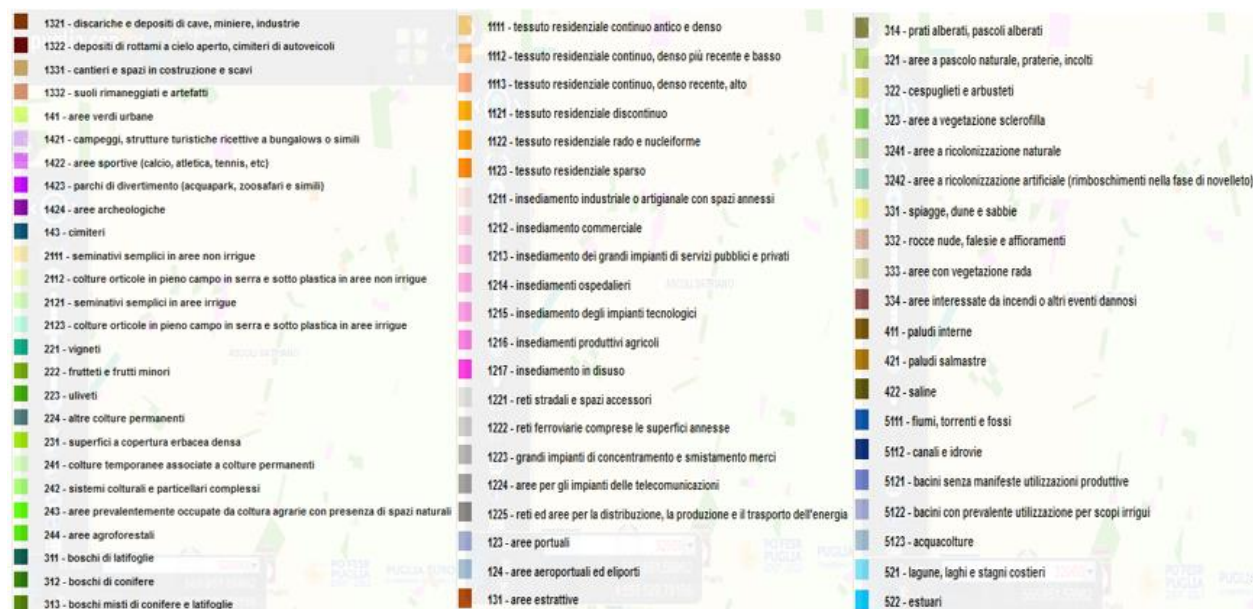 1321 - discariche e depositi di cave, miniere, industrie
1322 - depositi di rottami a cielo aperto, cimiteri di autoveicoli
1331 - cantieri e spazi in costruzione e scavi
1332 - suoli rimaneggiati e artefatti
141 - aree verdi urbane
1421 - campeggi, strutture turistiche ricettive a bungalows o simili
1422 - aree sportive (calcio, atletica, tennis, etc)
1423 - parchi di divertimento (acquapark, zoosafari e simili)
1424 - aree archeologiche
143 - cimiteri
2111 - seminativi semplici in aree non irrigue
2112 - colture orticole in pieno campo in serra e sotto plastica in aree non irrigue
2121 - seminativi semplici in aree irrigue
2123 - colture orticole in pieno campo in serra e sotto plastica in aree irrigue
221 - vigneti
222 - frutteti e frutti minori
223 - uliveti
224 - altre colture permanenti
231 - superfici a copertura erbacea densa
241 - colture temporanee associate a colture permanenti
242 - sistemi colturali e particellari complessi
243 - aree prevalentemente occupate da coltura agrarie con presenza di spazi naturali
244 - aree agroforestali
311 - boschi di latifoglie
312 - boschi di conifere
313 - boschi misti di conifere e latifoglie
1111 - tessuto residenziale continuo antico e denso
1112 - tessuto residenziale continuo, denso più recente e basso
1113 - tessuto residenziale continuo, denso recente, alto
1121 - tessuto residenziale discontinuo
1122 - tessuto residenziale rado e nucleiforme
1123 - tessuto residenziale sparso
1211 - insediamento industriale o artigianale con spazi annessi
1212 - insediamento commerciale
1213 - insediamento dei grandi impianti di servizi pubblici e privati
1214 - insediamenti ospedalieri
1215 - insediamento degli impianti tecnologici
1216 - insediamenti produttivi agricoli
1217 - insediamento in disuso
1221 - reti stradali e spazi accessori
1222 - reti ferroviarie comprese le superfici annesse
1223 - grandi impianti di concentramento e smistamento merci
1224 - aree per gli impianti delle telecomunicazioni
1225 - reti ed aree per la distribuzione, la produzione e il trasporto dell'energia
123 - aree portuali
124 - aree aeroportuali ed eliporti
131 - aree estrattive
314 - prati alberati, pascoli alberati
321 - aree a pascolo naturale, praterie, incolti
322 - cespuglieti e arbusteti
323 - aree a vegetazione sclerofilla
3241 - aree a ricolonizzazione naturale
3242 - aree a ricolonizzazione artificiale (rimboschimenti nella fase di novelleto)
331 - spiagge, dune e sabbie
332 - rocce nude, falesie e affioramenti
333 - aree con vegetazione rada
334 - aree interessate da incendi o altri eventi dannosi
411 - paludi interne
421 - paludi salmastre
422 - saline
5111 - fiumi, torrenti e fossi
5112 - canali e idrovie
5121 - bacini senza manifeste utilizzazioni produttive
5122 - bacini con prevalente utilizzazione per scopi irrigui
5123 - acquacolture
521 - lagune, laghi e stagni costieri
522 - estuari